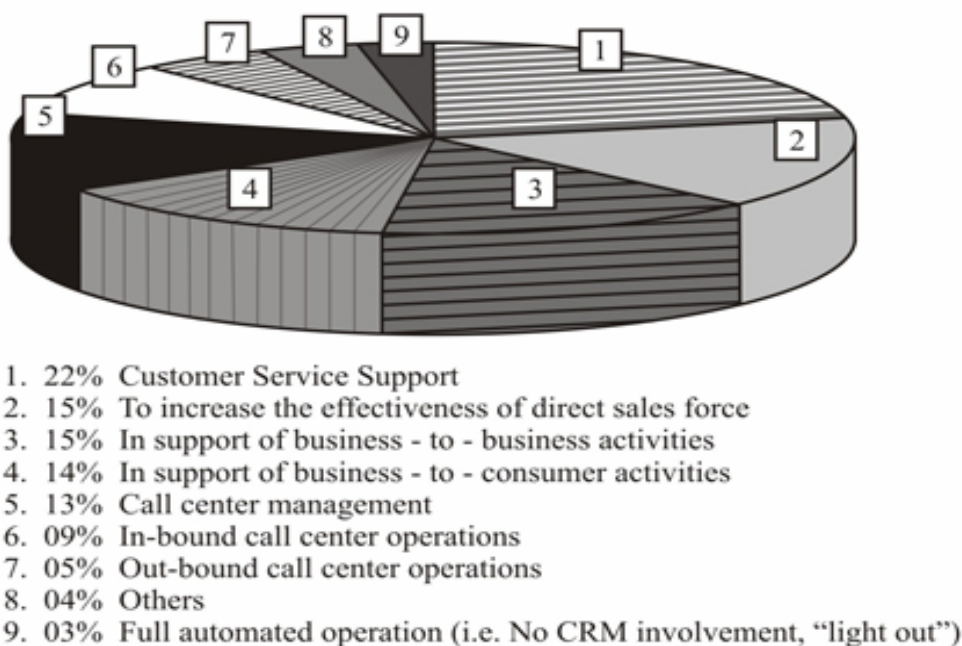 1
2
3
4
5
6
7
8
9
1. 22% Customer Service Support
2. 15% To increase the effectiveness of direct sales force
3. 15% In support of business - to - business activities
4. 14% In support of business - to - consumer activities
5. 13% Call center management
6. 09% In-bound call center operations
7. 05% Out-bound call center operations
8. 04% Others
9. 03% Full automated operation (i.e. No CRM involvement, “light out”)